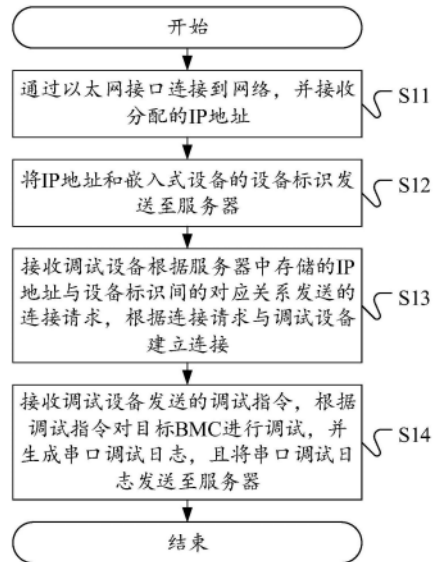 开始
通过以太网接口连接到网络，并接收
分配的IP地址
S11
将IP地址和嵌入式设备的设备标识发
送至服务器
S12
接收调试设备根据服务器中存储的IP
地址与设备标识间的对应关系发送的
连接请求，根据连接请求与调试设备
建立连接
S13
接收调试设备发送的调试指令，根据
调试指令对目标BMC进行调试，并
生成串口调试日志，且将串口调试日
志发送至服务器
S14
结束